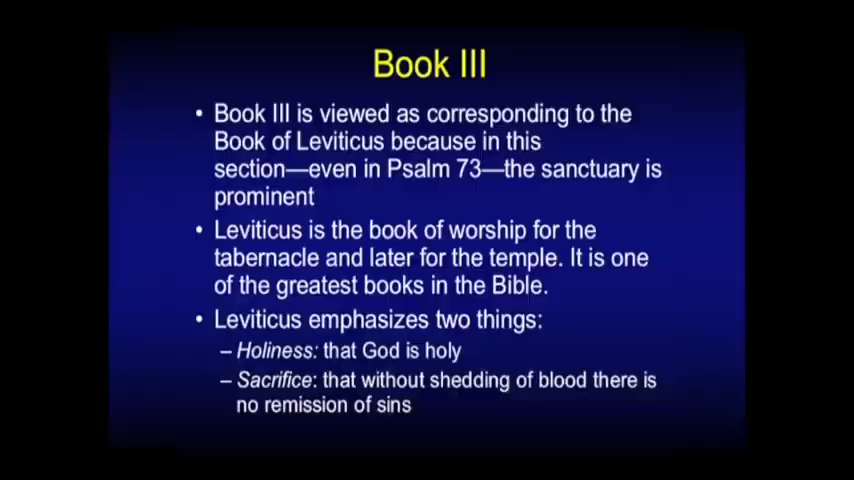 Book III
• Book III is viewed as corresponding to the
Book of Leviticus because in this
section—even in Psalm 73—the sanctuary is
prominent
• Leviticus is the book of worship for the
tabernacle and later for the temple. It is one
of the greatest books in the Bible.
• Leviticus emphasizes two things:
– Holiness: that God is holy
– Sacrifice: that without shedding of blood there is
no remission of sins